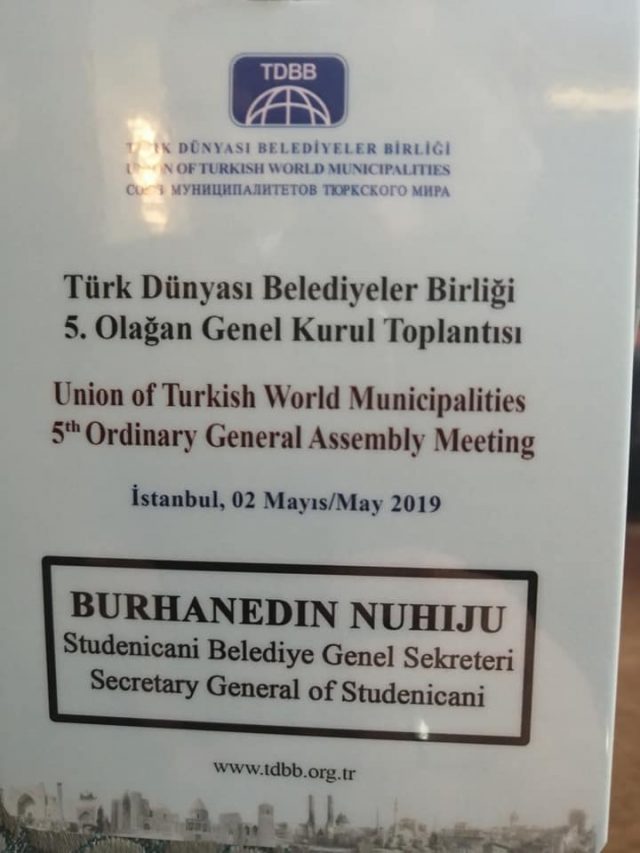 TDBB
DÜNYASI BELEDİYELER BİRLİĞİ
OF TURKISH WORLD MUNICIPALITIES
МУНИЦИПАЛИТЕТОВ ТЮРКСКОГО МИРА
Türk Dünyası Belediyeler Birliği
5. Olağan Genel Kurul Toplantısı
Union of Turkish World Municipalities
5th Ordinary General Assembly Meeting
İstanbul, 02 Mayıs/May 2019
BURHANEDIN NUHIJU
Studenicani Belediye Genel Sekreteri
Secretary General of Studenicani
www.tdbb.org.tr